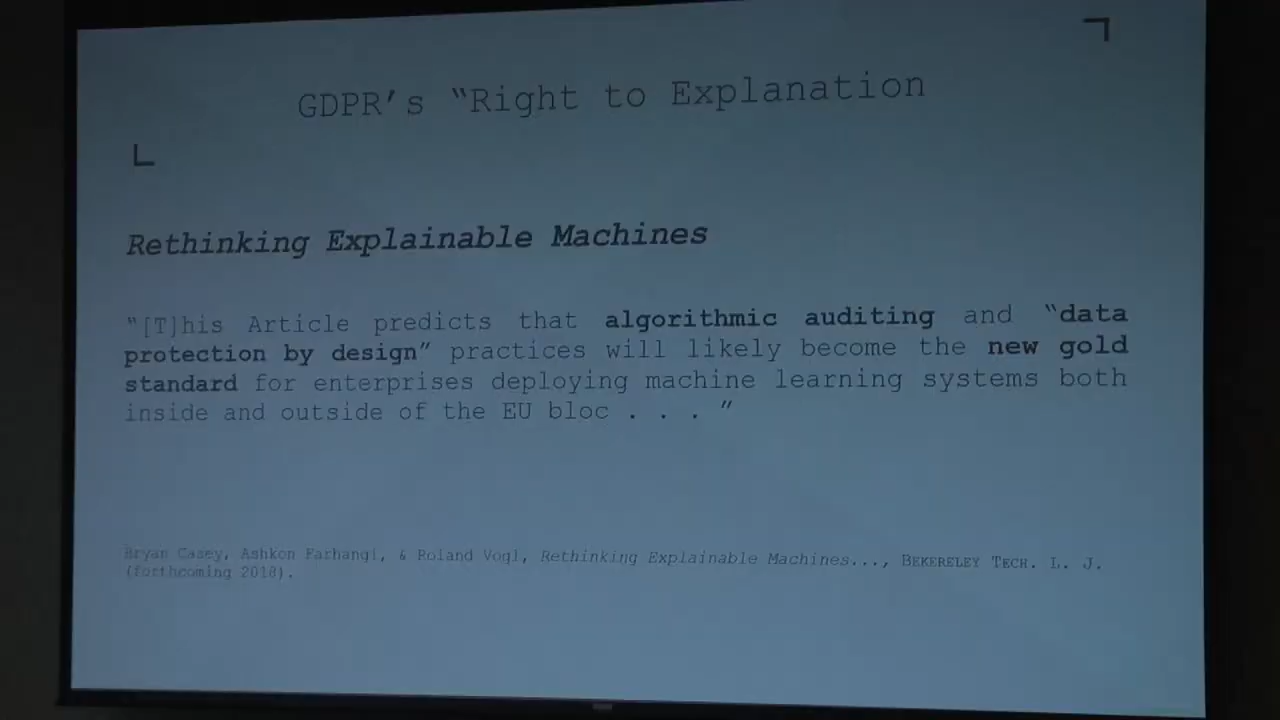 GDPR's “Right to Explanation
Rethinking Explainable Machines
“[T]his Article predicts that algorithmic auditing and “data
protection by design” practices will likely become the new gold
standard for enterprises deploying machine learning systems both
inside and outside of the EU bloc . . . ”
Bryan Casey, Ashkon Farhangi, & Roland Vogl, Rethinking Explainable Machines..., BEKERELEY TECH. L. J.
(forthcoming 2018).